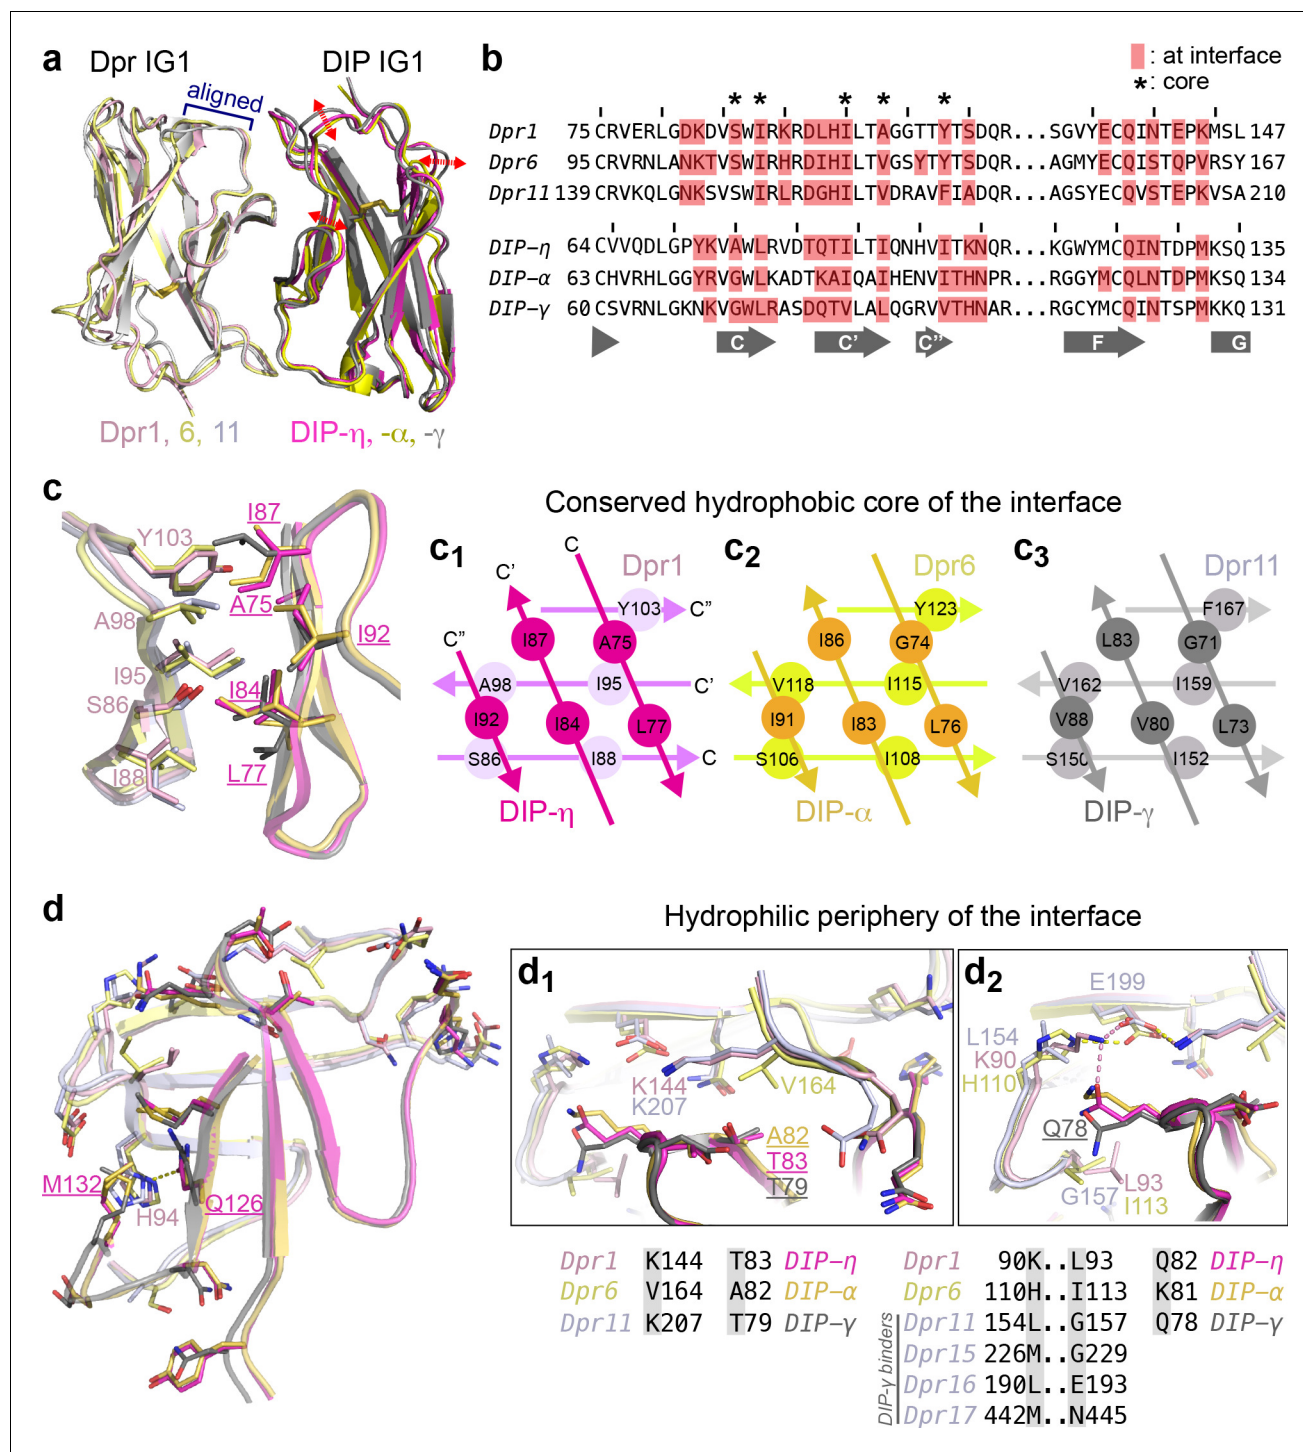 a
Dpr IG1
DIP IG1
aligned
Dpr1, 6, 11
DIP-η, -α, -γ
b
: at interface
*: core
* * * * *
Dpr1 75 CRVERLGDKDVSWIRKRDLHILTAGGTTYTSDQR...SGVYECQINTEPKMSL 147
Dpr6 95 CRVRNLANKTVSWIRHRDIHILTVGSYTYTSDQR...AGMYECQISTQPVRSY 167
Dpr11 139 CRVKQLGNKSVSWIRLRDGHILTVDRAVFIADQR...AGSYECQVSTEPKVSA 210
DIP-η 64 CVVQDLGPYKVAWLRVDTQTILTIQNHVITKNQR...KGWYMCQINTDPMKSQ 135
DIP-α 63 CHVRHLGGYRVGWLKADTKAIQAIHENVITHNPR...RGGYMCQLNTDPMKSQ 134
DIP-γ 60 CSVRNLGKNKVGWLRASDQTVLALQGRVVTHNAR...RGCYMCQINTSPMKKQ 131
C C' C" F G
c
Y103
I87
A98
A75
I92
I95
S86
I84
I88
L77
Conserved hydrophobic core of the interface
c1
C
C'
Dpr1
Y103
C"
I87
A75
C"
A98
I95
C'
I92
I84
L77
S86
I88
C
DIP-η
c2
Dpr6
Y123
I86
G74
V118
I115
I91
I83
L76
S106
I108
DIP-α
c3
Dpr11
F167
L83
G71
V162
I159
V88
V80
L73
S150
I152
DIP-γ
d
M132
H94
Q126
Hydrophilic periphery of the interface
d1
K144
K207
V164
A82
T83
T79
d2
E199
L154
K90
H110
Q78
G157
L93
I113
Dpr1 K144 T83 DIP-η
Dpr6 V164 A82 DIP-α
Dpr11 K207 T79 DIP-γ
Dpr1 90K..L93 Q82 DIP-η
Dpr6 110H..I113 K81 DIP-α
Dpr11 154L..G157 Q78 DIP-γ
Dpr15 226M..G229
Dpr16 190L..E193
Dpr17 442M..N445
DIP-γ binders